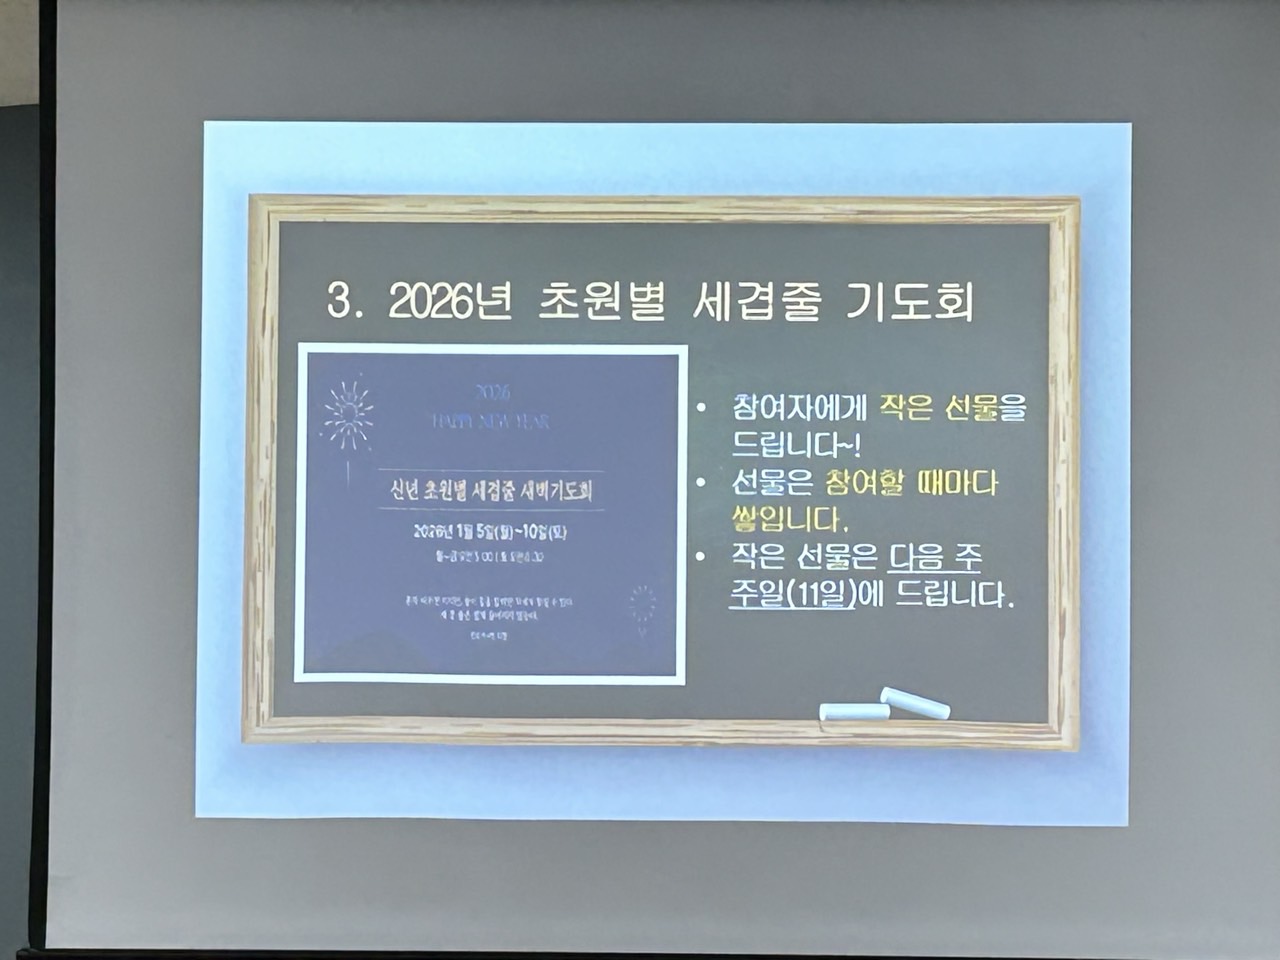 3. 2026년 초원별 세겹줄 기도회
2026
HAPPY NEW YEAR
신년 초원별 세겹줄 새벽기도회
2026년 1월 5일(월)~10일(토)
• 참여자에게 작은 선물을
드립니다~!
• 선물은 참여할 때마다
쌓입니다.
• 작은 선물은 다음 주
주일(11일)에 드립니다.